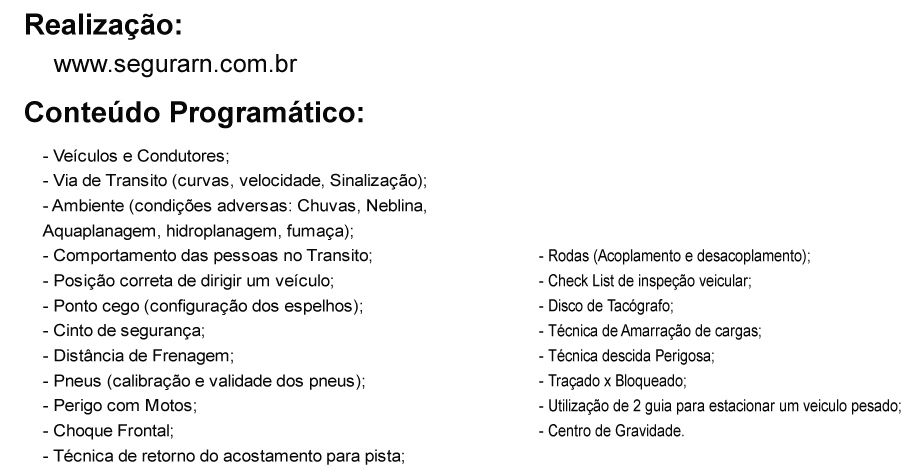 Realização:
www.segurarn.com.br
Conteúdo Programático:
- Veículos e Condutores;
- Via de Transito (curvas, velocidade, Sinalização);
- Ambiente (condições adversas: Chuvas, Neblina,
Aquaplanagem, hidroplanagem, fumaça);
- Comportamento das pessoas no Transito;
- Posição correta de dirigir um veículo;
- Ponto cego (configuração dos espelhos);
- Cinto de segurança;
- Distância de Frenagem;
- Pneus (calibração e validade dos pneus);
- Perigo com Motos;
- Choque Frontal;
- Técnica de retorno do acostamento para pista;
- Rodas (Acoplamento e desacoplamento);
- Check List de inspeção veicular;
- Disco de Tacógrafo;
- Técnica de Amarração de cargas;
- Técnica descida Perigosa;
- Traçado x Bloqueado;
- Utilização de 2 guia para estacionar um veiculo pesado;
- Centro de Gravidade.